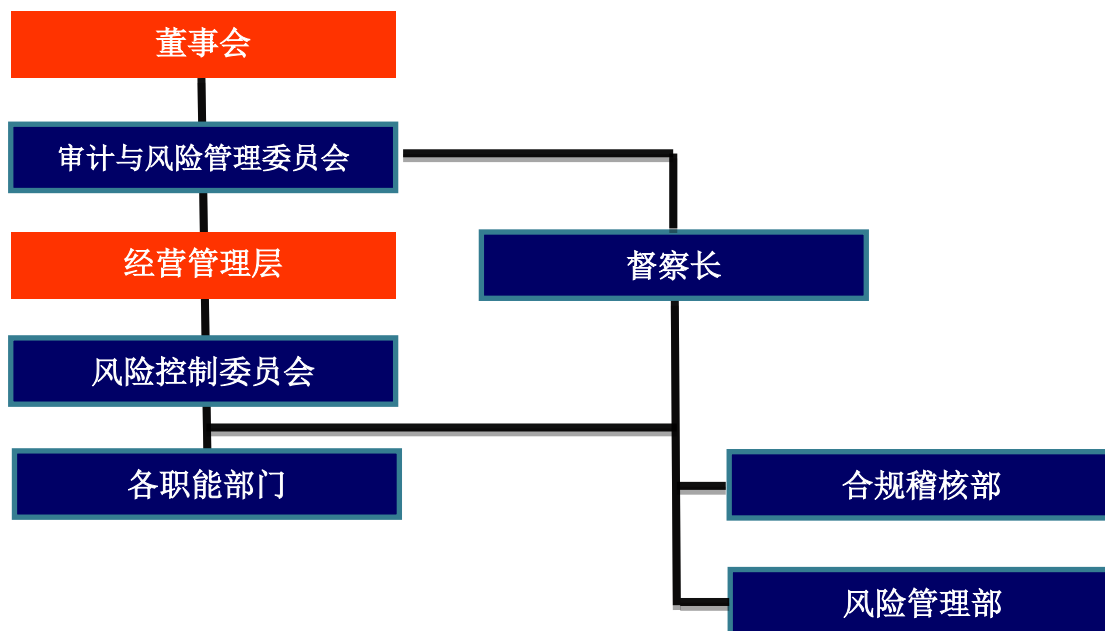 董事会
审计与风险管理委员会
经营管理层
督察长
风险控制委员会
各职能部门
合规稽核部
风险管理部